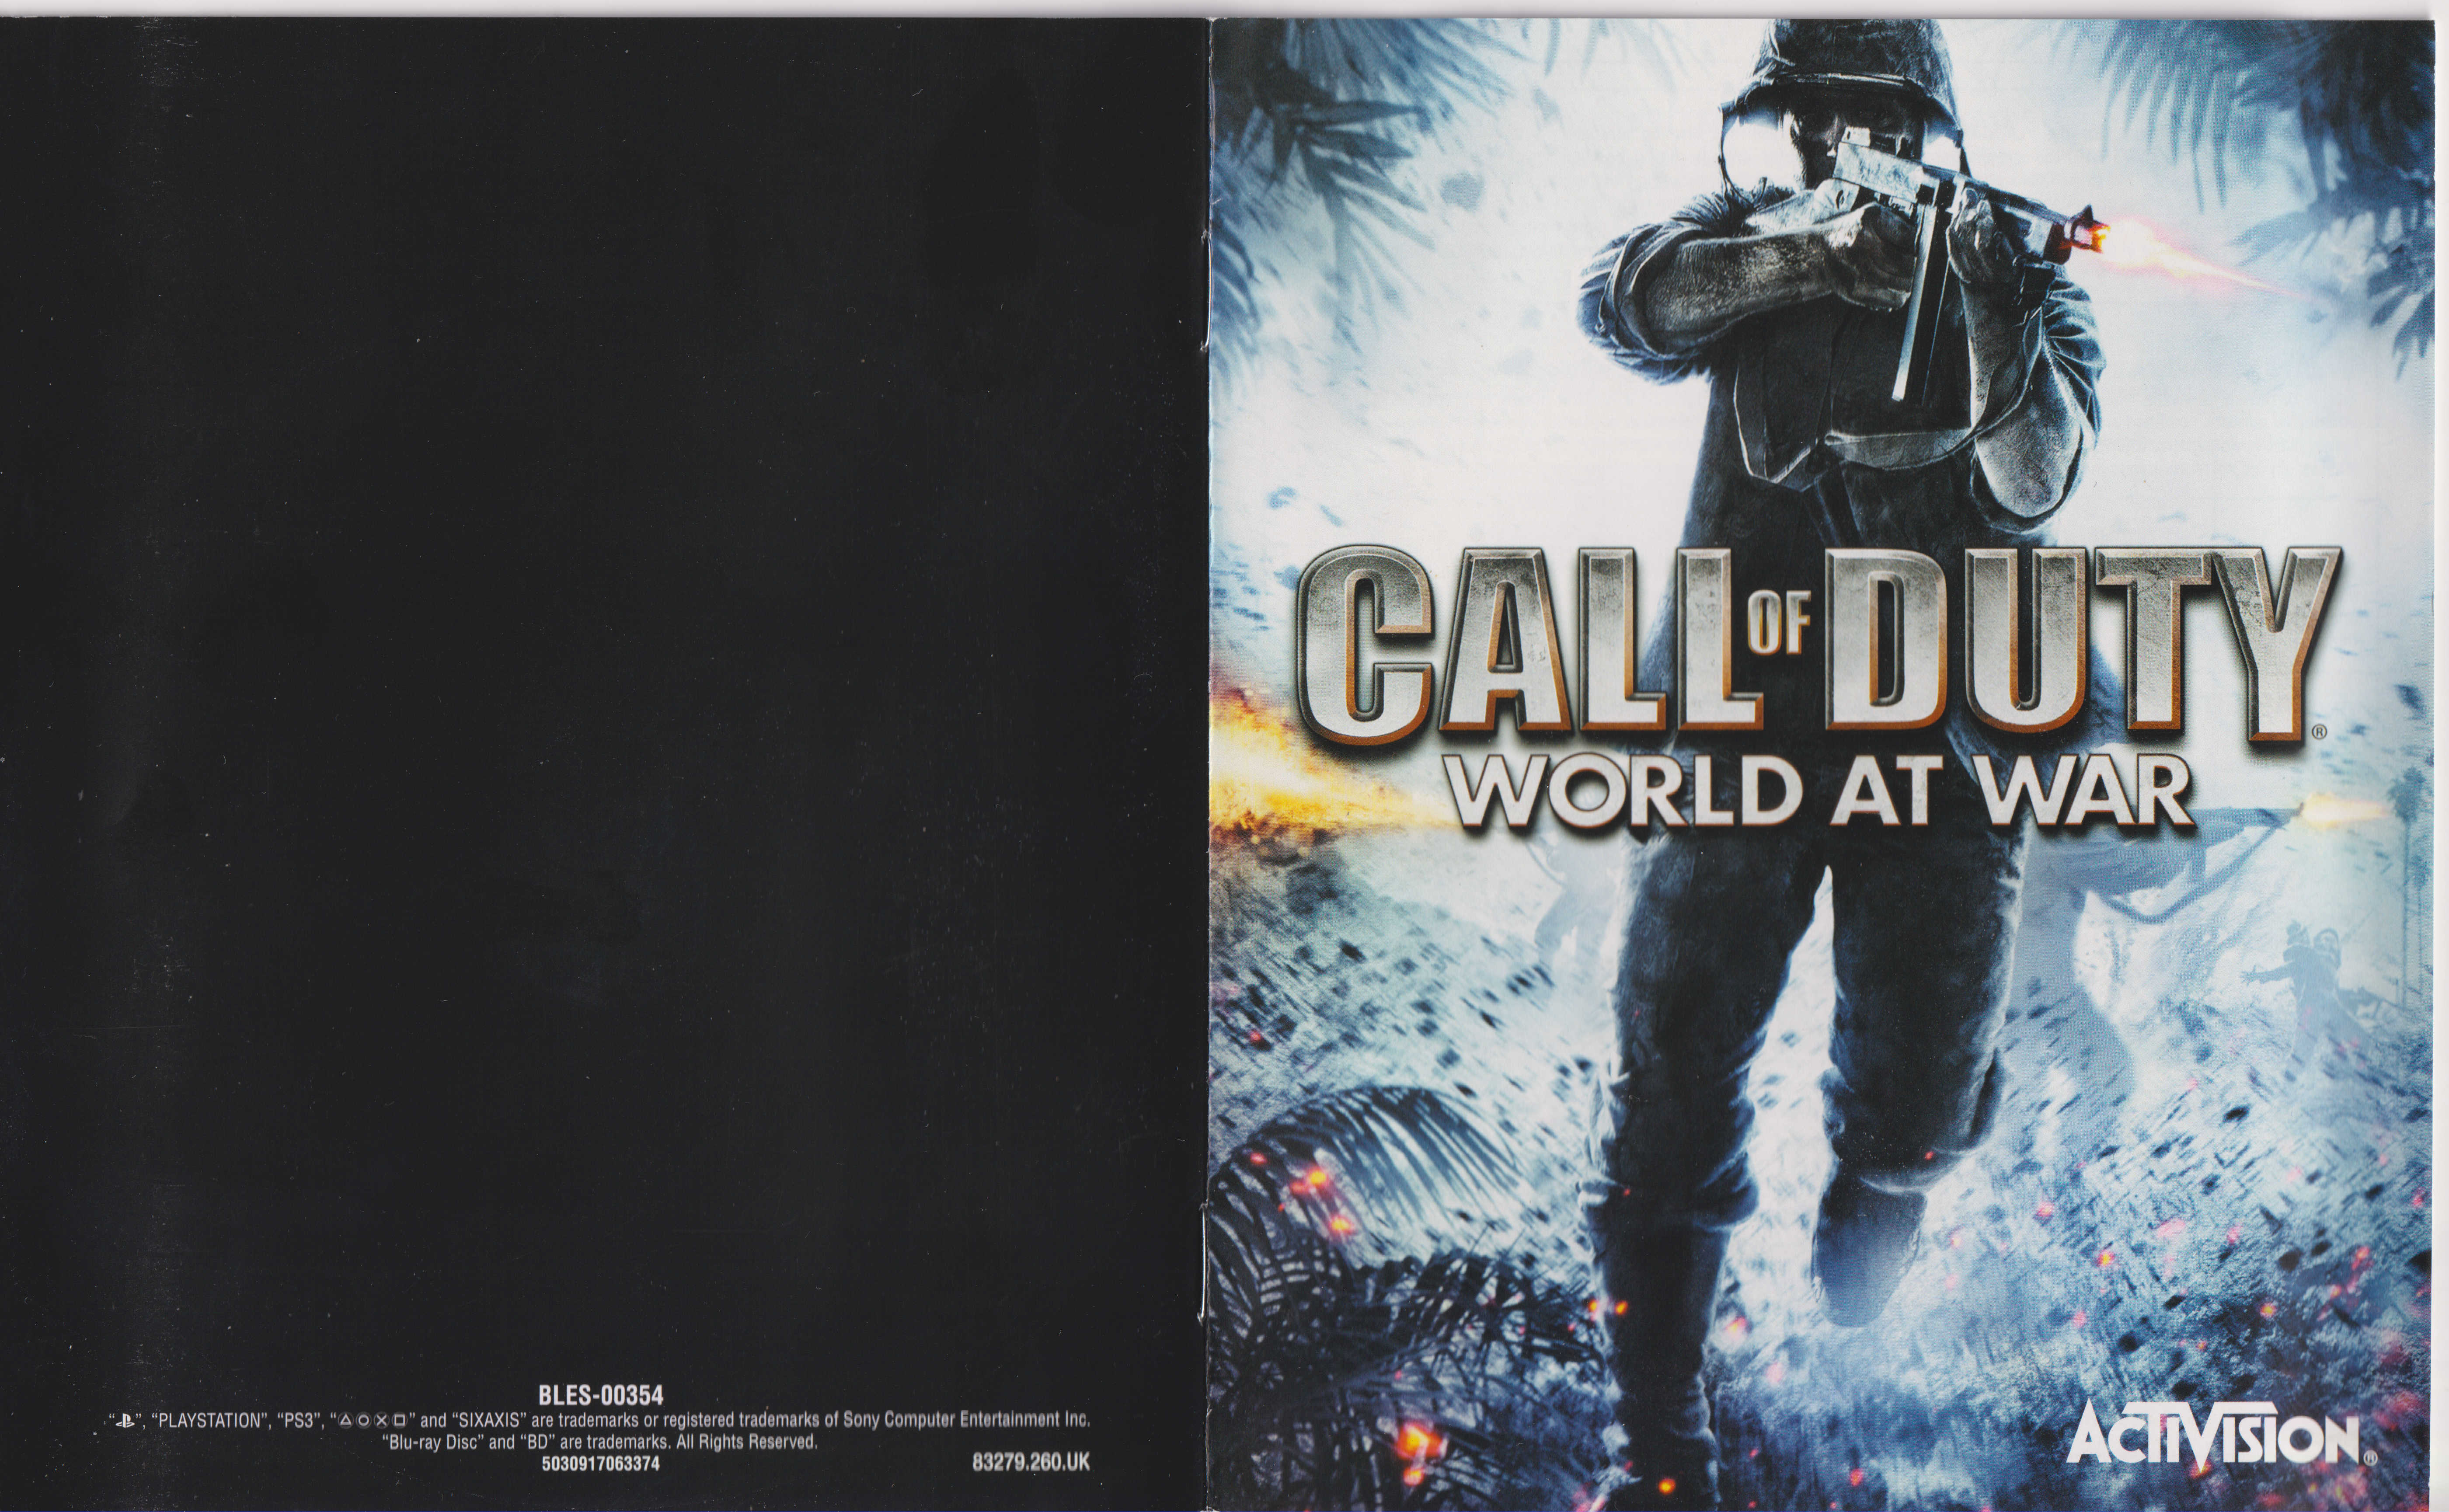 BLES-00354
“”, “PLAYSTATION”, “PS3”, “△○✕□” and “SIXAXIS” are trademarks or registered trademarks of Sony Computer Entertainment Inc.
“Blu-ray Disc” and “BD” are trademarks. All Rights Reserved.
5030917063374
83279.260.UK
CALL OF DUTY®
WORLD AT WAR
ACTIVISION®